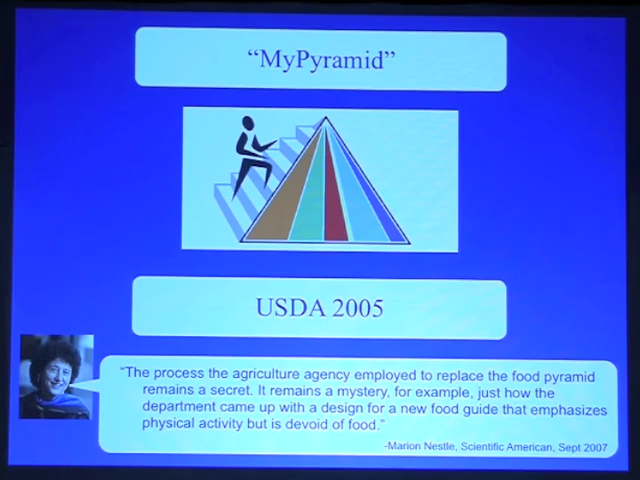 “MyPyramid”
USDA 2005
“The process the agriculture agency employed to replace the food pyramid
remains a secret. It remains a mystery, for example, just how the
department came up with a design for a new food guide that emphasizes
physical activity but is devoid of food.”
-Marion Nestle, Scientific American, Sept 2007